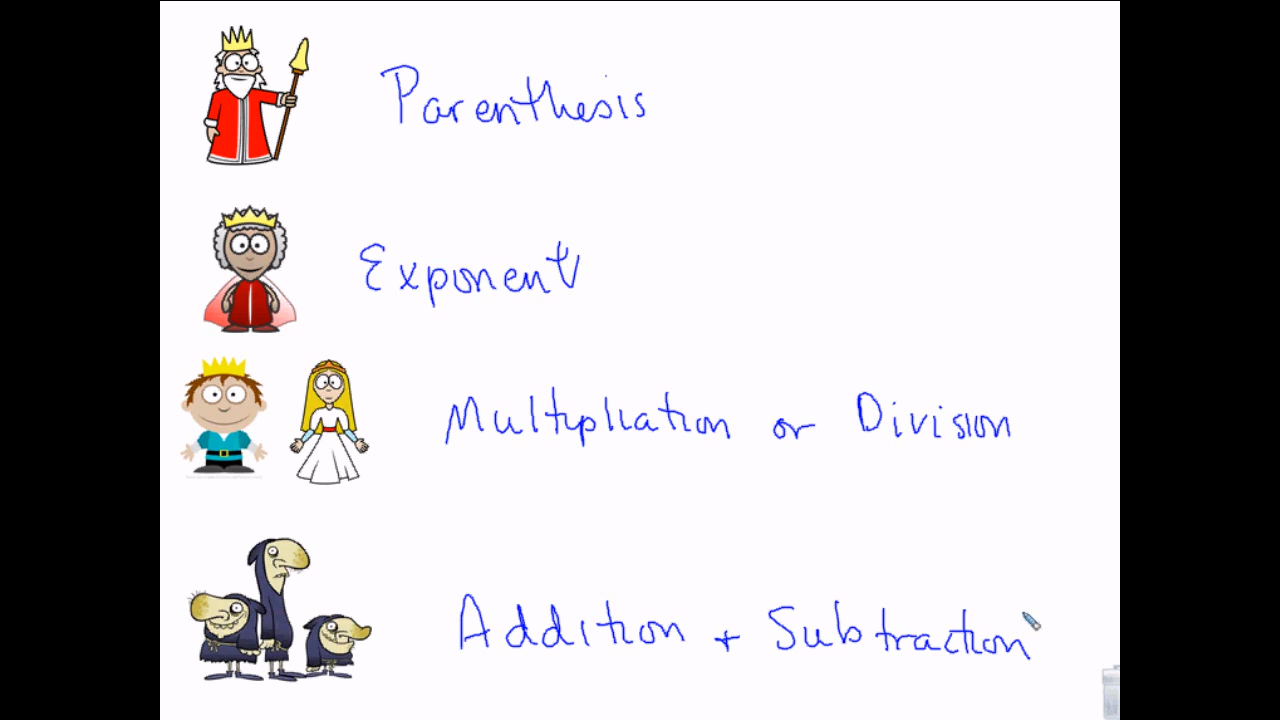 Parenthesis
Exponent
Multiplication or Division
Addition + Subtraction